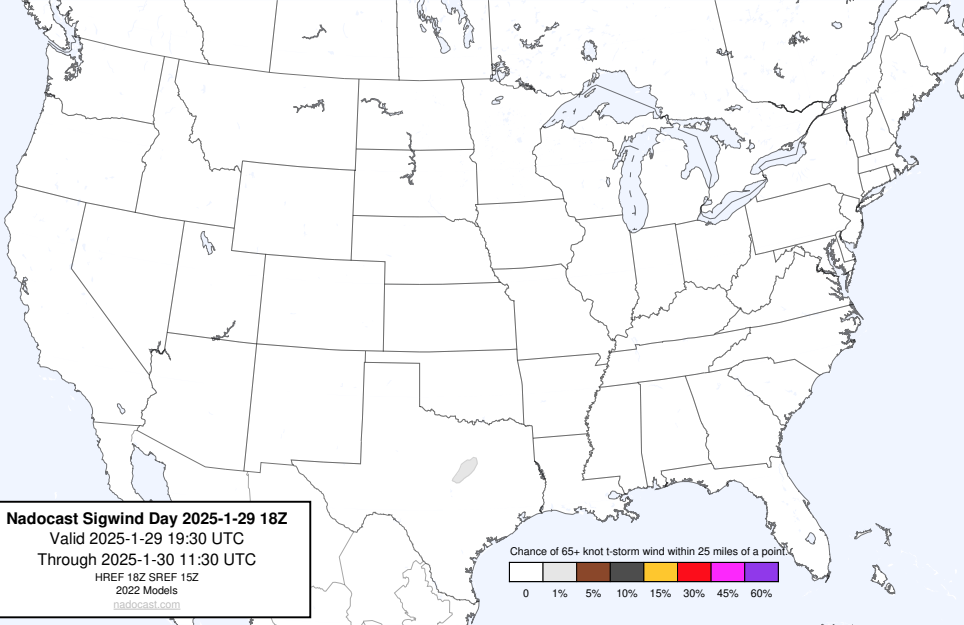 Nadocast Sigwind Day 2025-1-29 18Z
Valid 2025-1-29 19:30 UTC
Through 2025-1-30 11:30 UTC
HREF 18Z SREF 15Z
2022 Models
nadocast.com
Chance of 65+ knot t-storm wind within 25 miles of a point.
0 1% 5% 10% 15% 30% 45% 60%